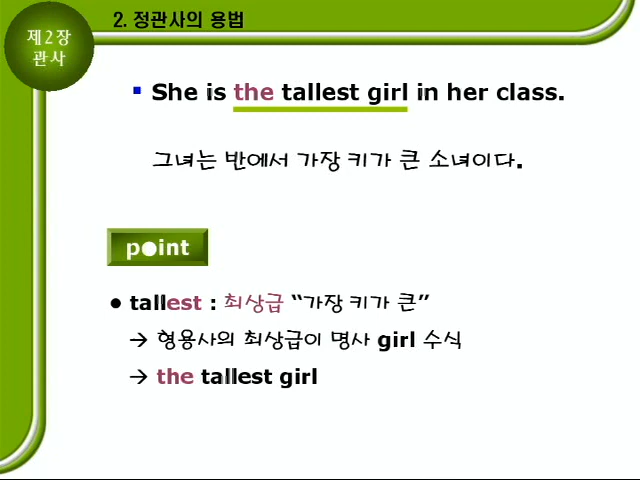 제2장
관사
2. 정관사의 용법
▪ She is the tallest girl in her class.
그녀는 반에서 가장 키가 큰 소녀이다.
point
● tallest : 최상급 “가장 키가 큰”
→ 형용사의 최상급이 명사 girl 수식
→ the tallest girl